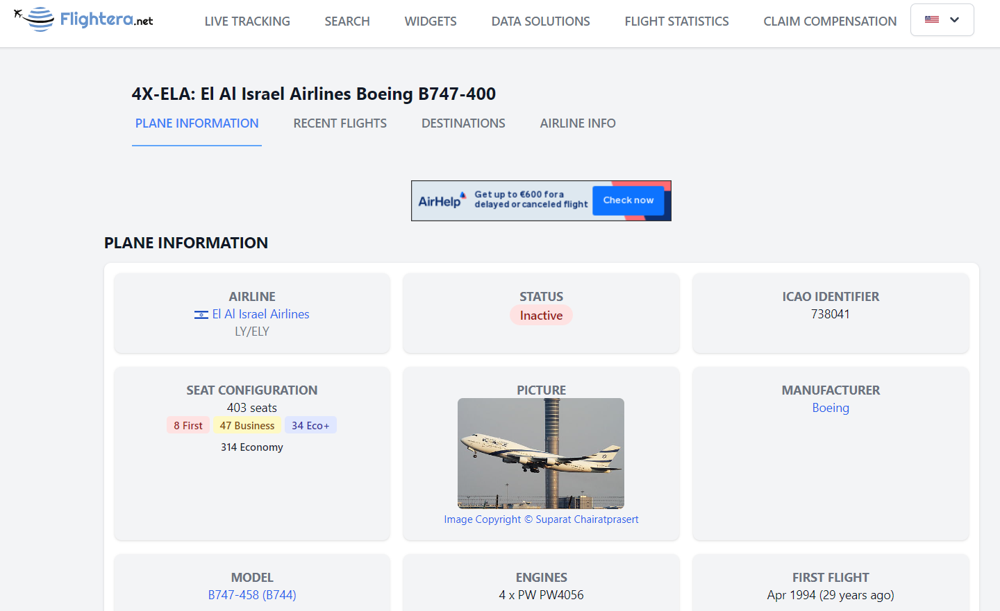 Flightera.net
LIVE TRACKING
SEARCH
WIDGETS
DATA SOLUTIONS
FLIGHT STATISTICS
CLAIM COMPENSATION
4X-ELA: El Al Israel Airlines Boeing B747-400
PLANE INFORMATION
RECENT FLIGHTS
DESTINATIONS
AIRLINE INFO
AirHelp
Get up to €600 for a
delayed or canceled flight
Check now
PLANE INFORMATION
AIRLINE
El Al Israel Airlines
LY/ELY
STATUS
Inactive
ICAO IDENTIFIER
738041
SEAT CONFIGURATION
403 seats
8 First
47 Business
34 Eco+
314 Economy
PICTURE
Image Copyright © Suparat Chairatprasert
MANUFACTURER
Boeing
MODEL
B747-458 (B744)
ENGINES
4 x PW PW4056
FIRST FLIGHT
Apr 1994 (29 years ago)